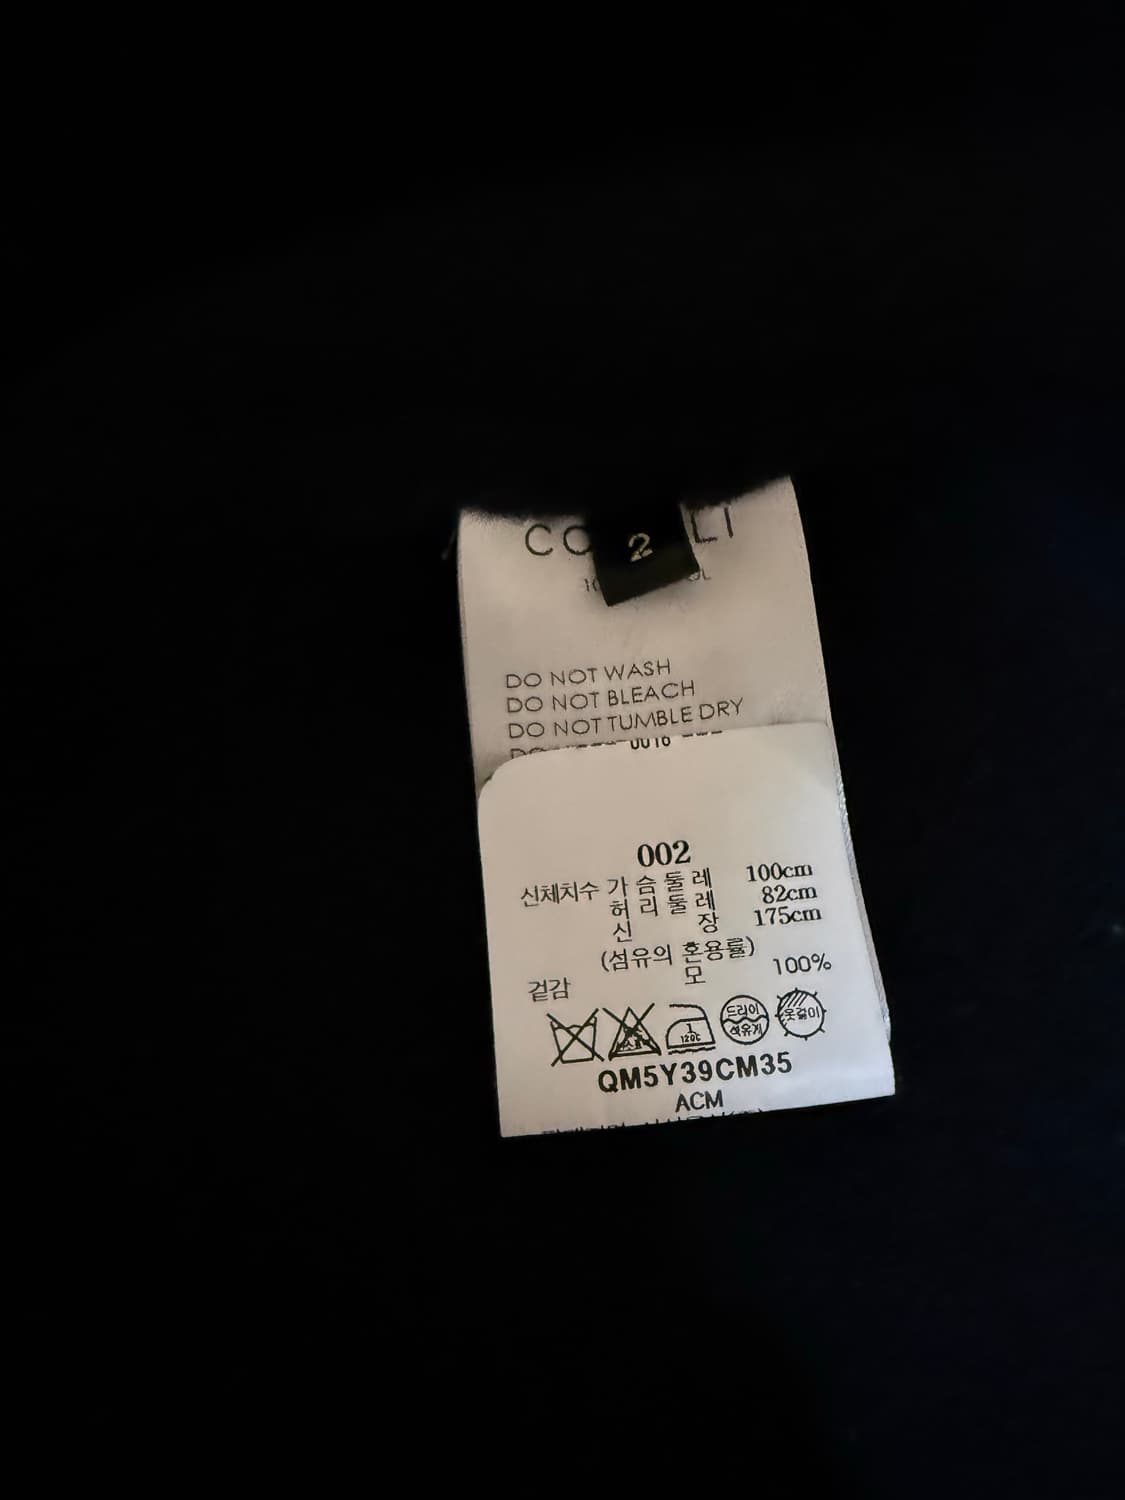 2
DO NOT WASH
DO NOT BLEACH
DO NOT TUMBLE DRY
002
신체치수 가슴둘레 100cm
허리둘레 82cm
신장 175cm
(섬유의 혼용률)
겉감 모 100%
1 120C 드라이 석유계 옷걸이
QM5Y39CM35
ACM